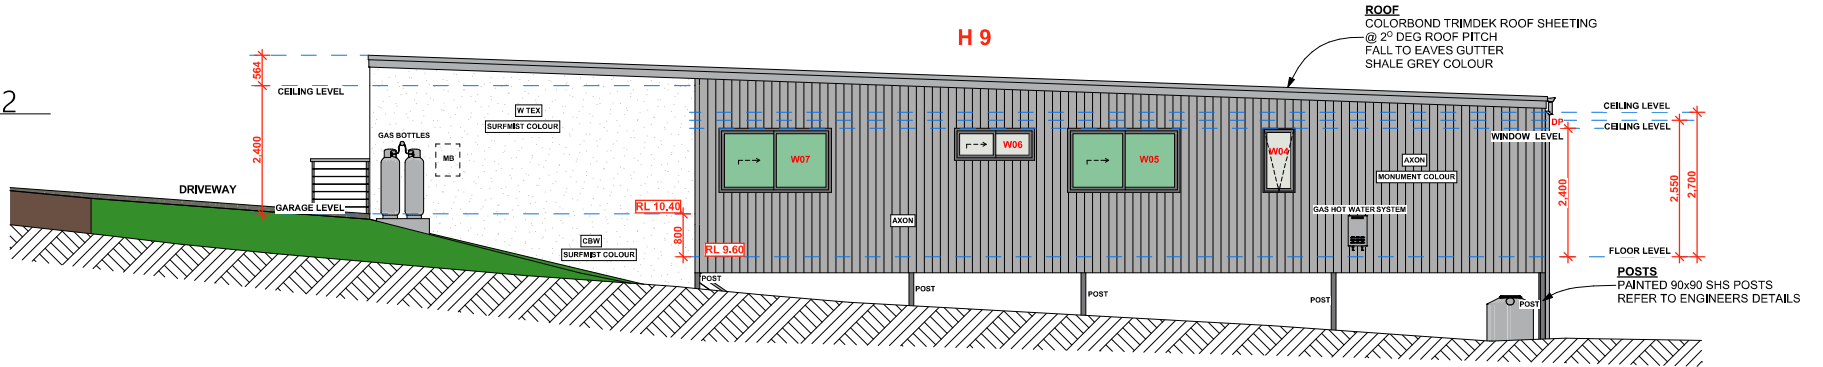 ROOF
COLORBOND TRIMDEK ROOF SHEETING
@ 2° DEG ROOF PITCH
FALL TO EAVES GUTTER
SHALE GREY COLOUR
H 9
2
564
CEILING LEVEL
2,400
W TEX
SURFMIST COLOUR
GAS BOTTLES
MB
DRIVEWAY
GARAGE LEVEL
CBW
SURFMIST COLOUR
RL 10.40
800
RL 9.60
W07
W06
W05
W04
AXON
AXON
MONUMENT COLOUR
GAS HOT WATER SYSTEM
DP
WINDOW LEVEL
CEILING LEVEL
CEILING LEVEL
2,400
2,550
2,700
FLOOR LEVEL
POST
POST
POST
POST
POST
POSTS
PAINTED 90x90 SHS POSTS
REFER TO ENGINEERS DETAILS